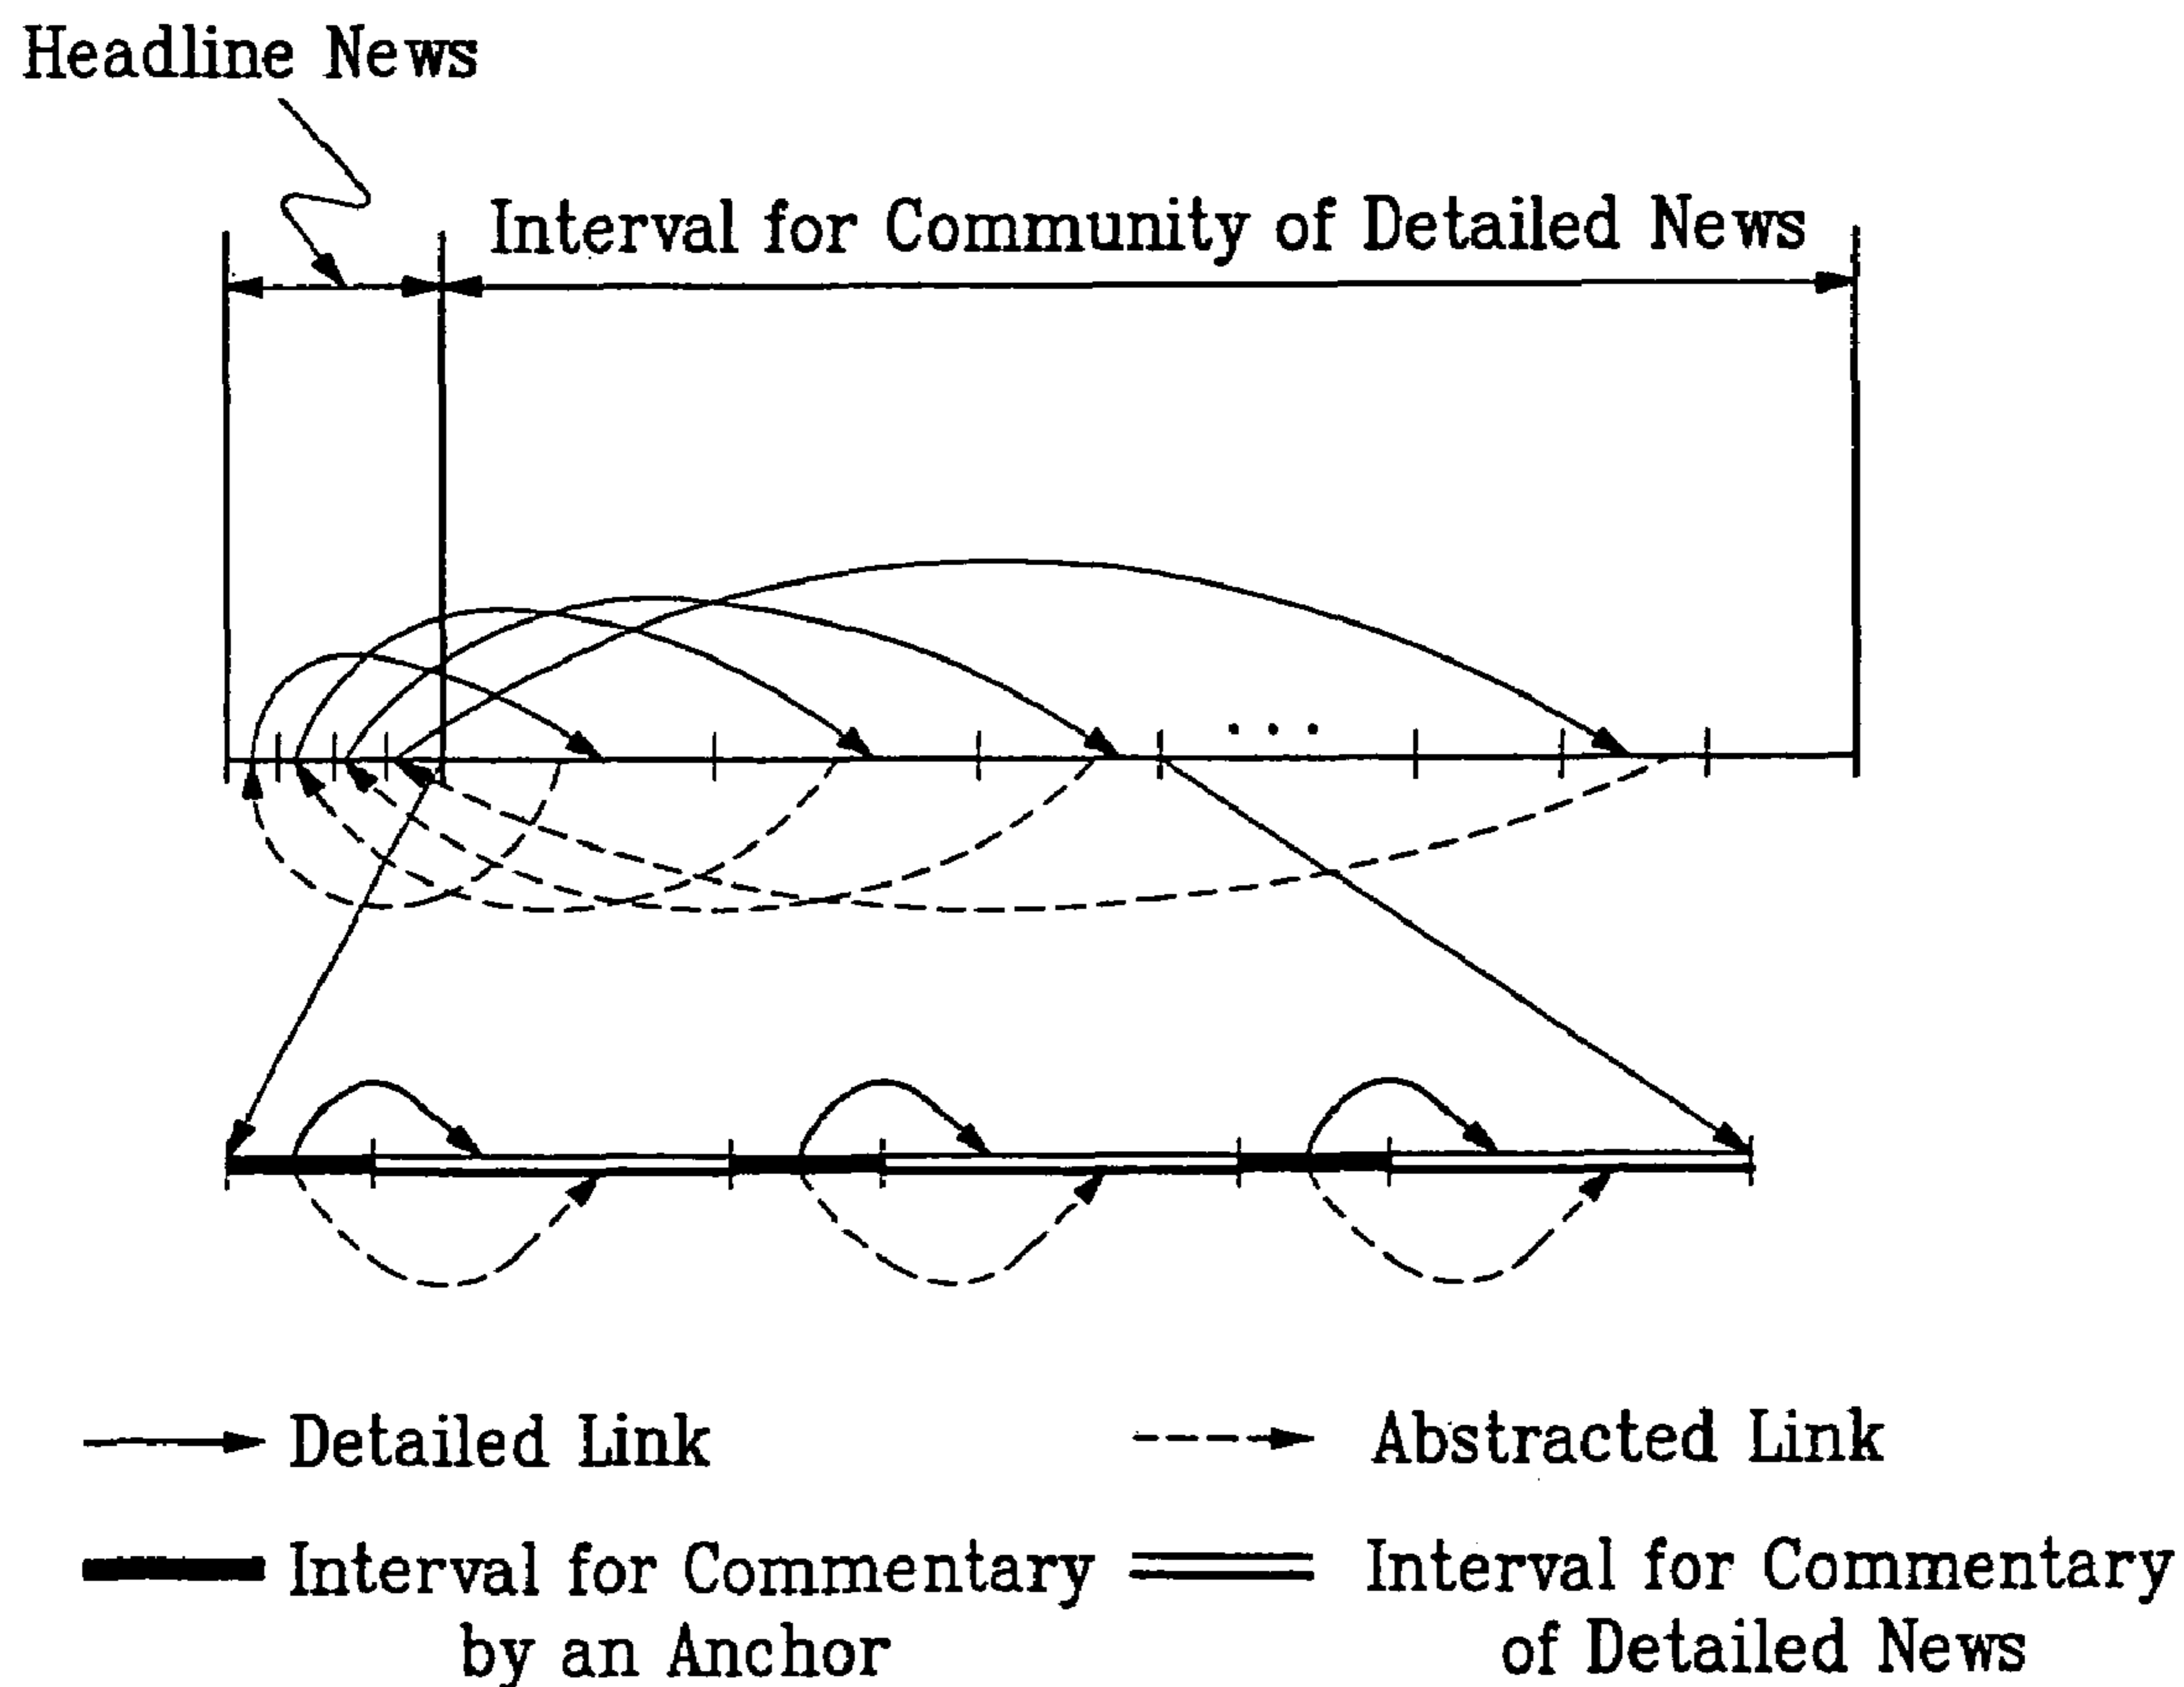 Headline News
Interval for Community of Detailed News
. . .
Detailed Link
Abstracted Link
Interval for Commentary
by an Anchor
Interval for Commentary
of Detailed News